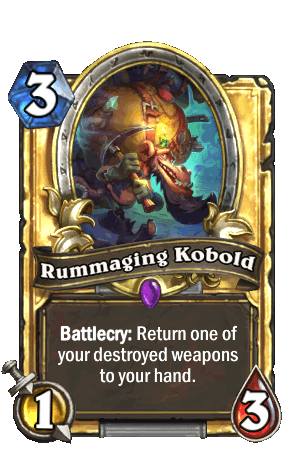 3
Rummaging Kobold
Battlecry: Return one of
your destroyed weapons
to your hand.
1
3